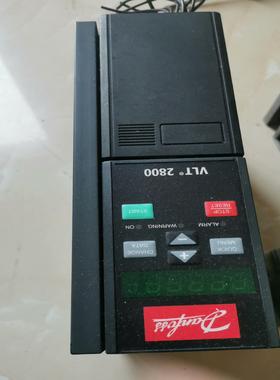 Danfoss
QUICK MENU
CHANGE DATA
+
-
ALARM
WARNING
ON
STOP RESET
START
VLT® 2800